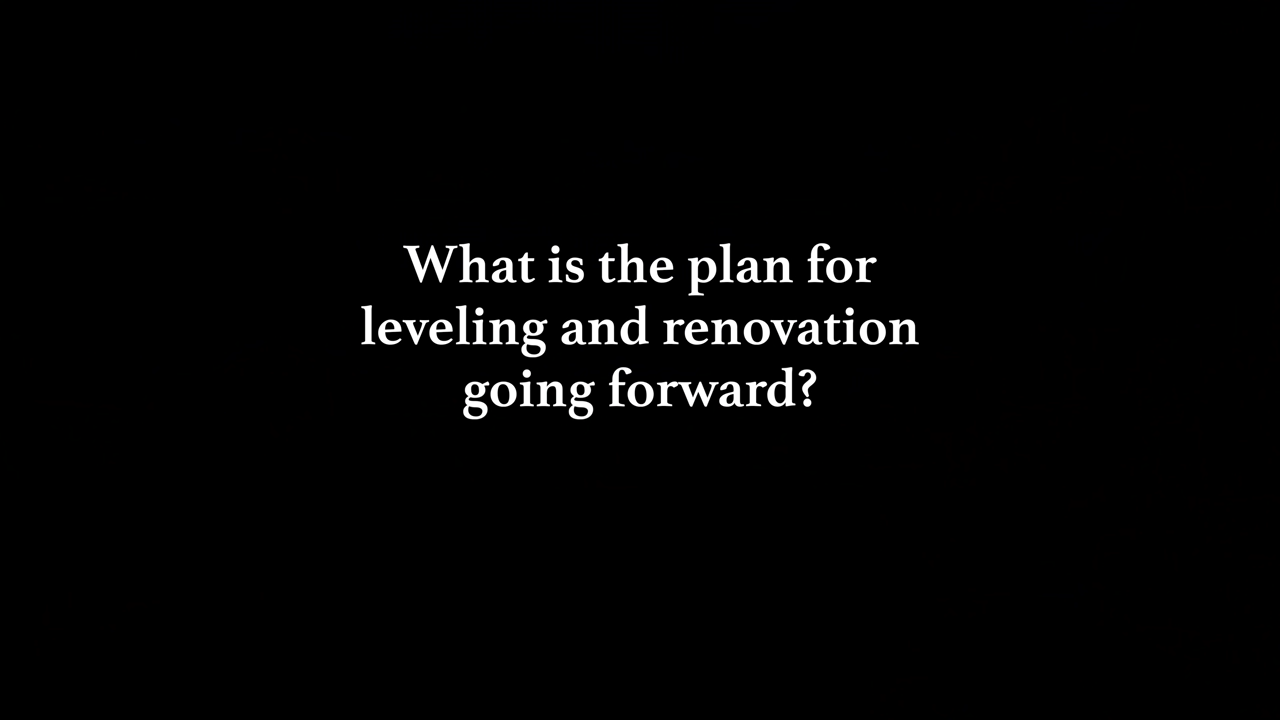 What is the plan for
leveling and renovation
going forward?